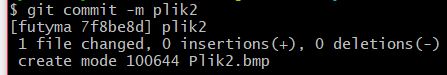 $ git commit -m plik2
[futyma 7f8be8d] plik2
1 file changed, 0 insertions(+), 0 deletions(-)
create mode 100644 Plik2.bmp